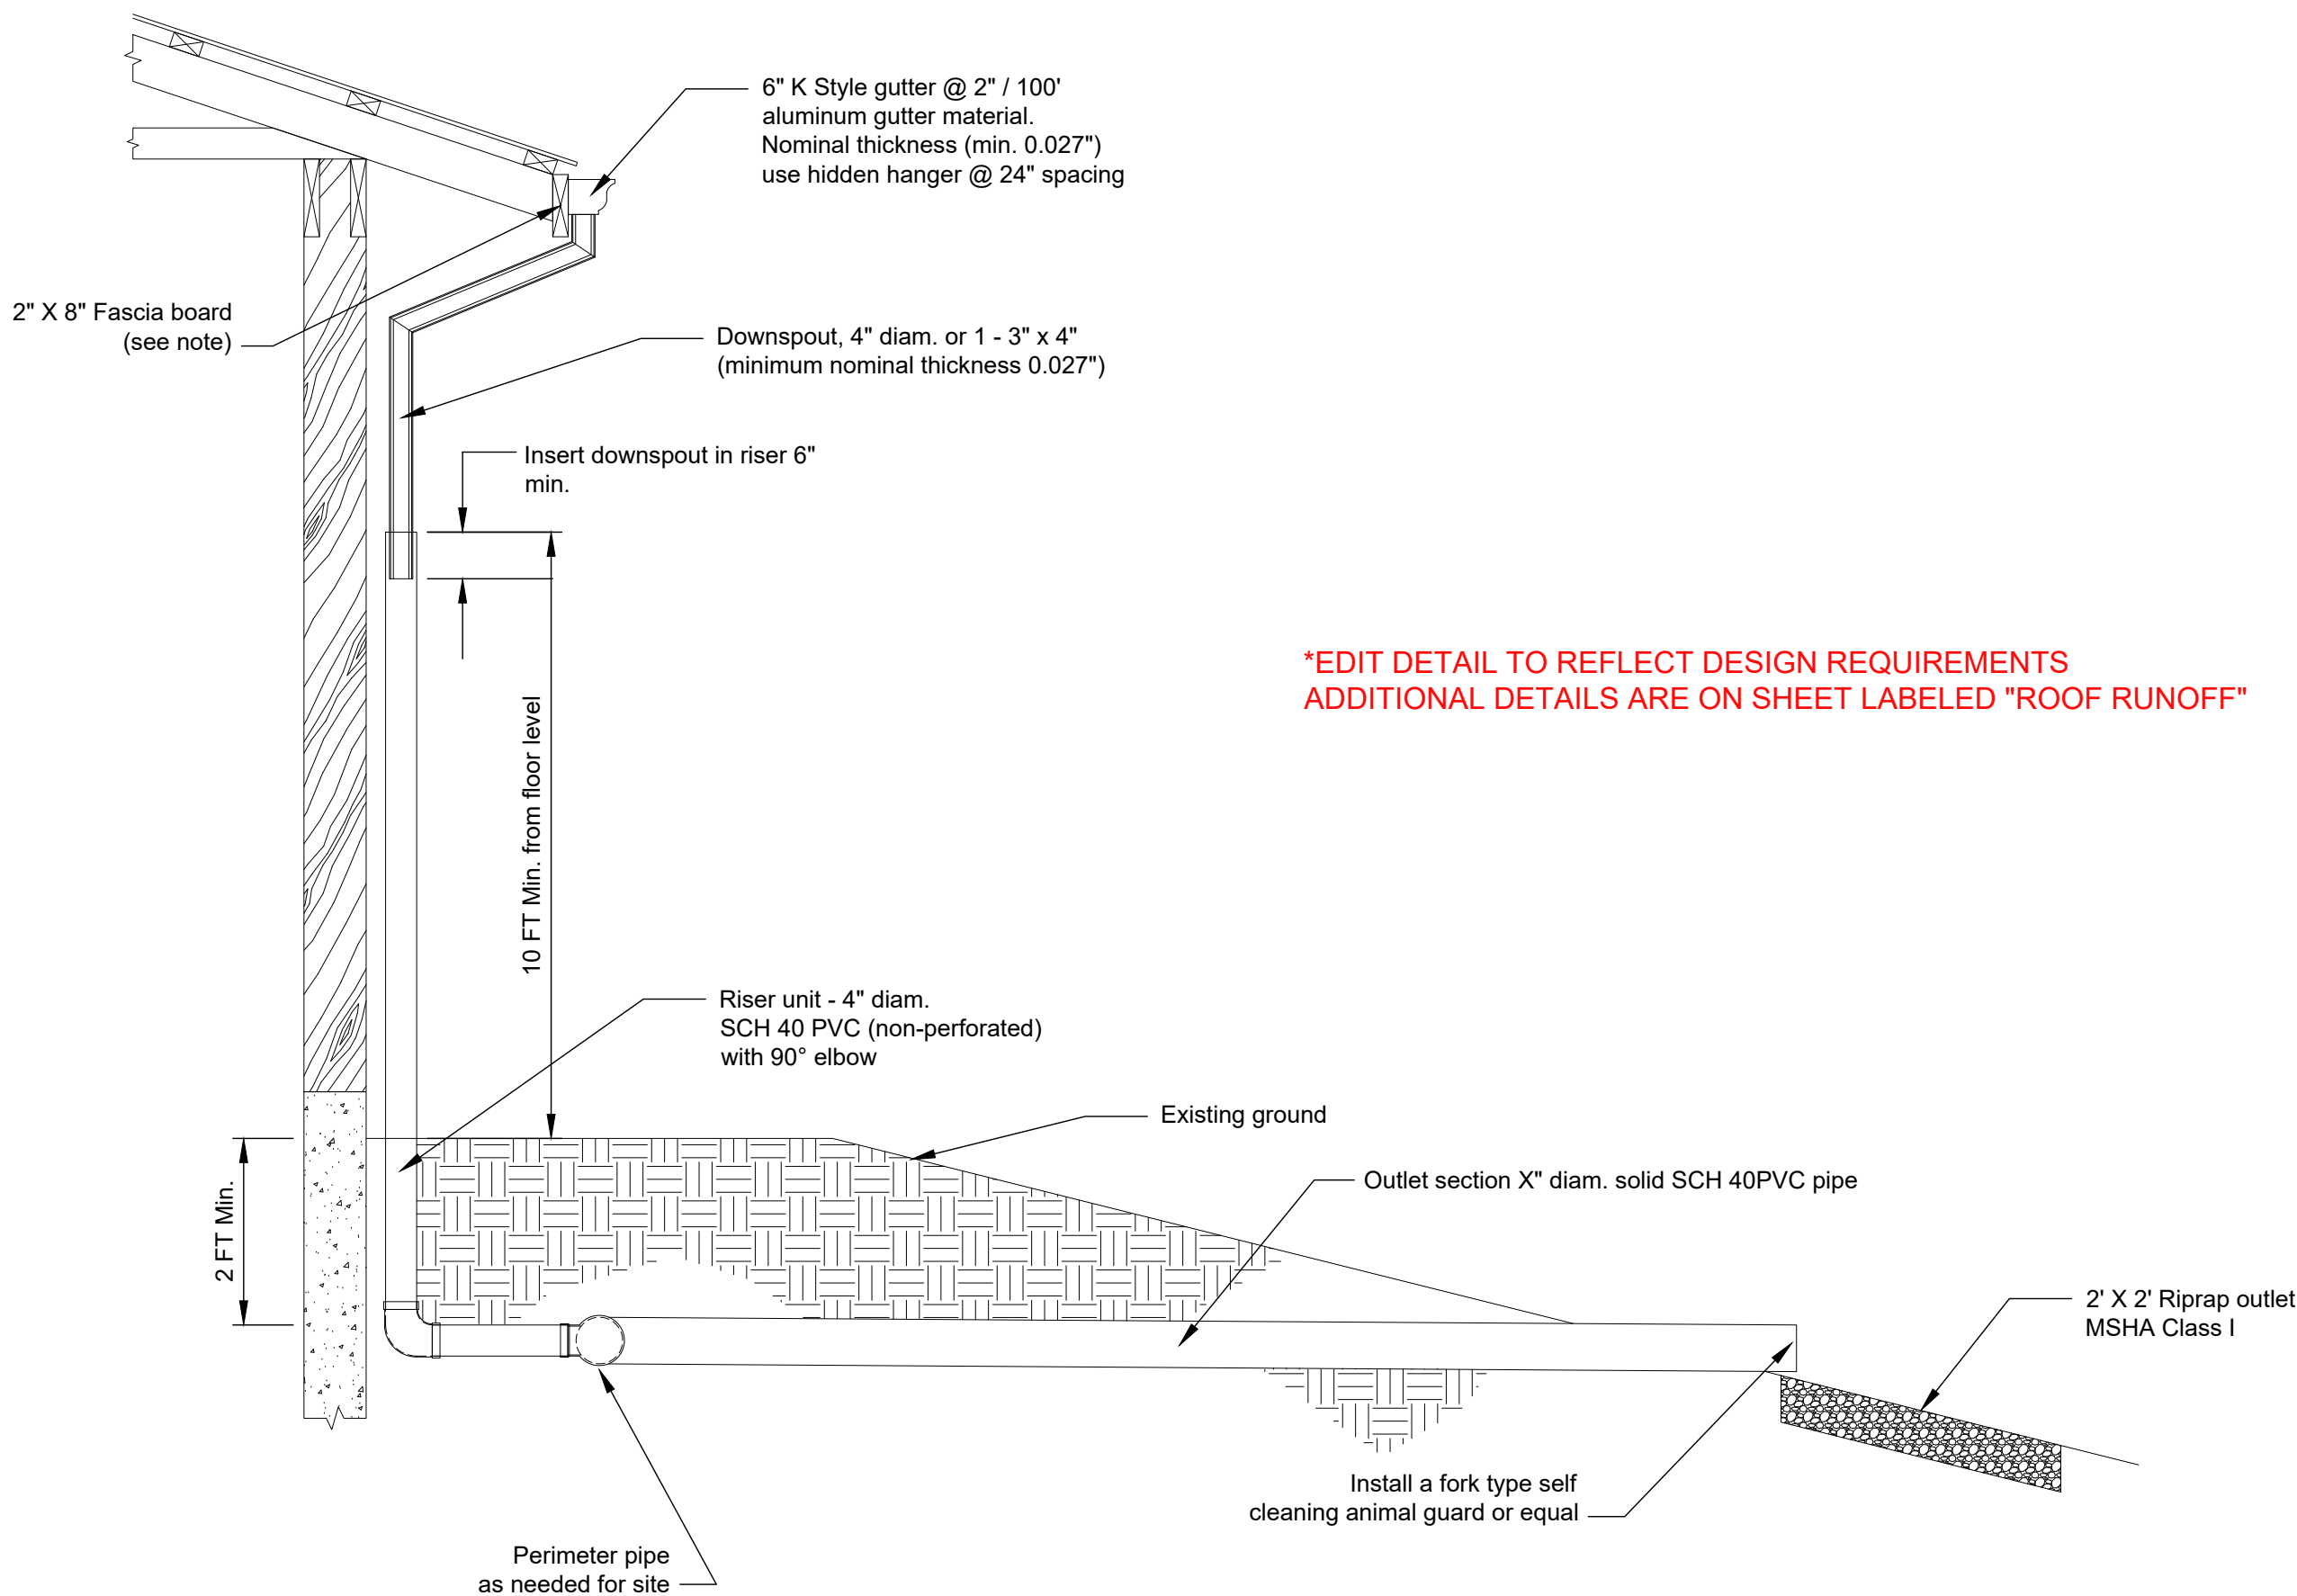 6" K Style gutter @ 2" / 100'
aluminum gutter material.
Nominal thickness (min. 0.027")
use hidden hanger @ 24" spacing
2" X 8" Fascia board
(see note)
Downspout, 4" diam. or 1 - 3" x 4"
(minimum nominal thickness 0.027")
Insert downspout in riser 6"
min.
*EDIT DETAIL TO REFLECT DESIGN REQUIREMENTS
ADDITIONAL DETAILS ARE ON SHEET LABELED "ROOF RUNOFF"
10 FT Min. from floor level
Riser unit - 4" diam.
SCH 40 PVC (non-perforated)
with 90° elbow
Existing ground
Outlet section X" diam. solid SCH 40PVC pipe
2 FT Min.
2' X 2' Riprap outlet
MSHA Class I
Install a fork type self
cleaning animal guard or equal
Perimeter pipe
as needed for site